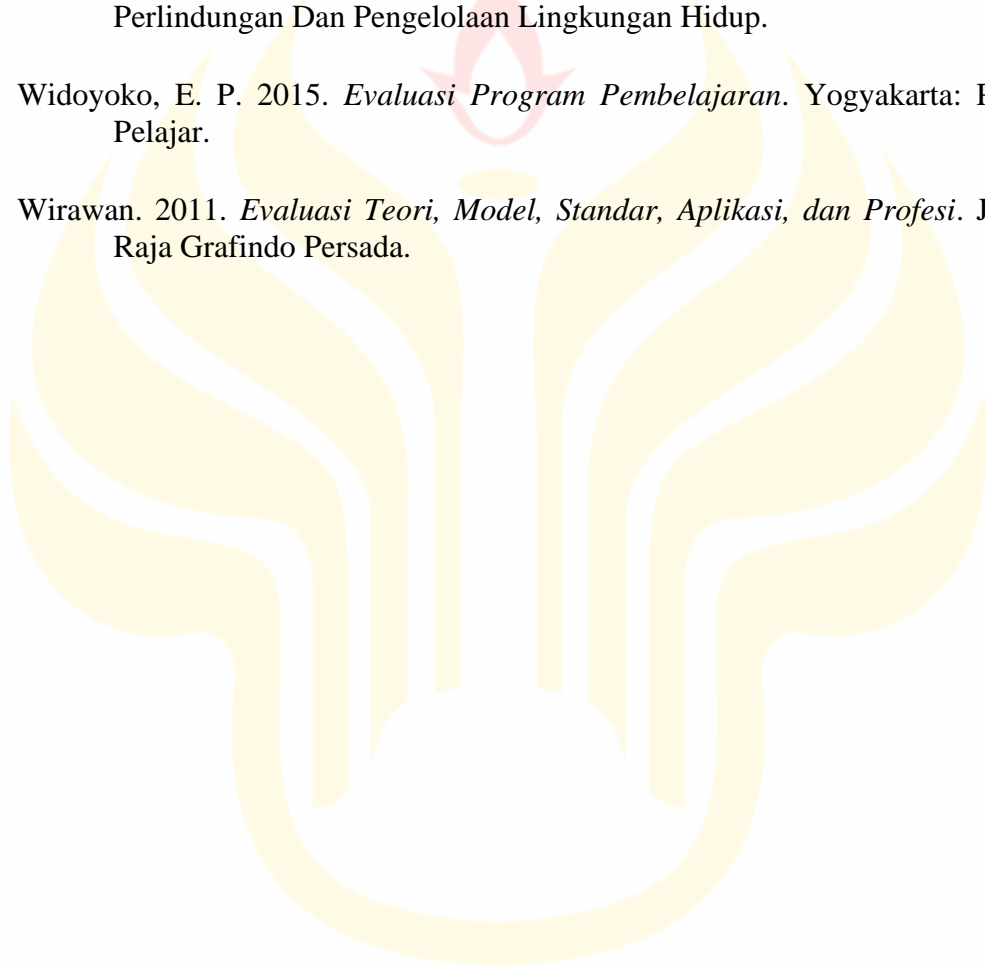 Perlindungan Dan Pengelolaan Lingkungan Hidup.
Widoyoko, E. P. 2015. Evaluasi Program Pembelajaran. Yogyakarta:
Pelajar.
Wirawan. 2011. Evaluasi Teori, Model, Standar, Aplikasi, dan Profesi.
Raja Grafindo Persada.